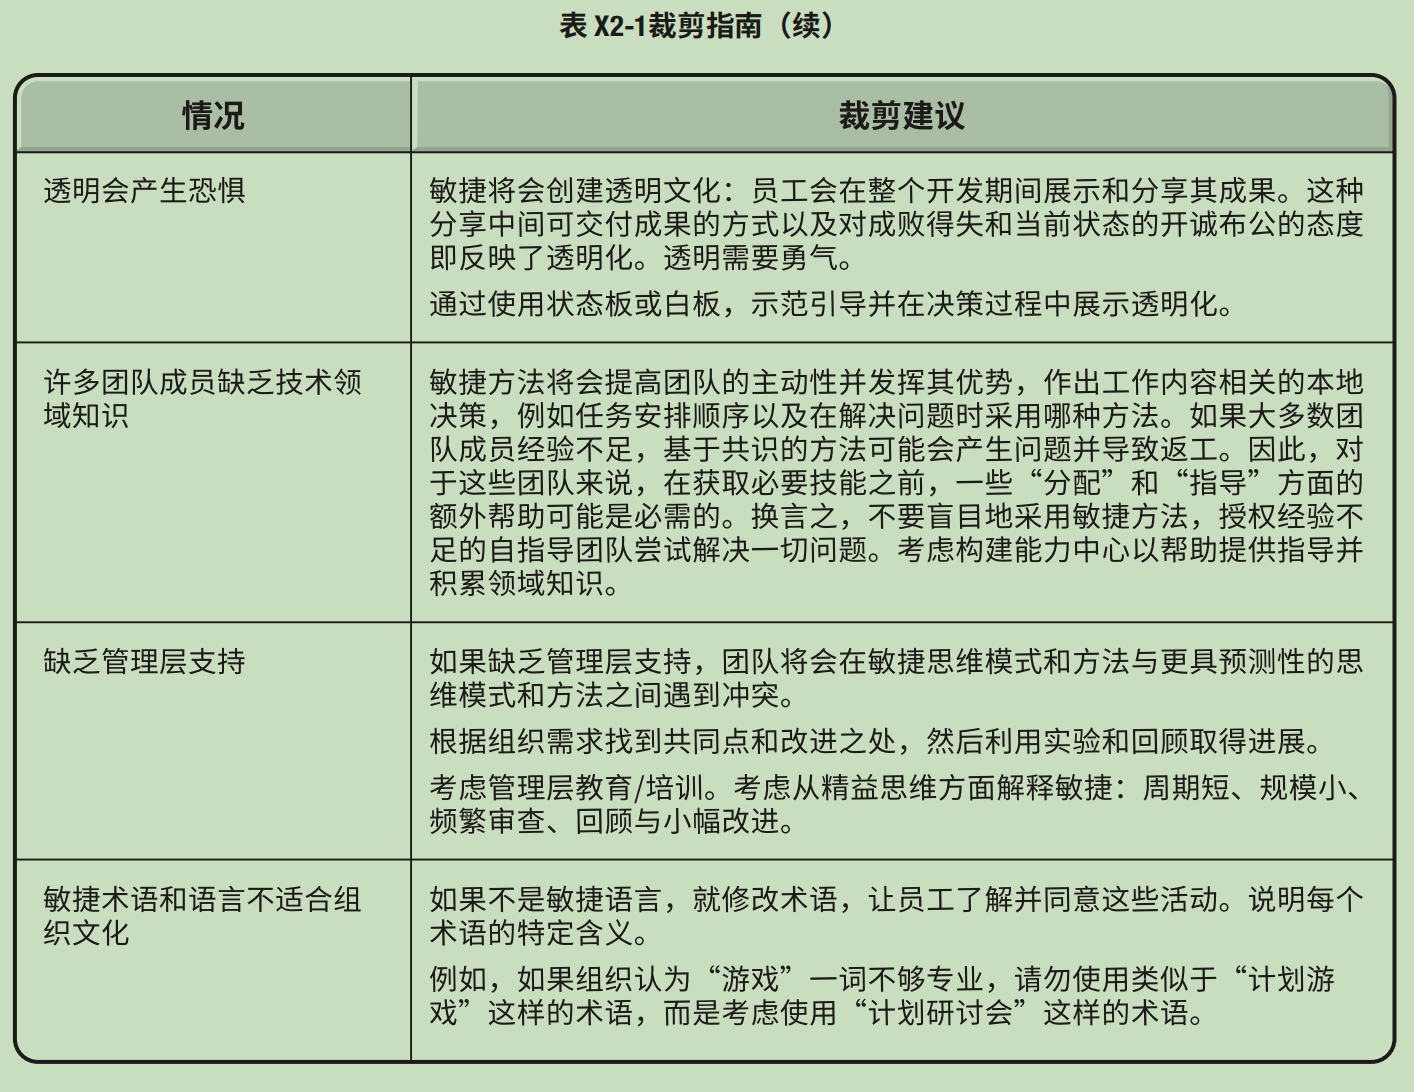 表 X2-1裁剪指南（续）
情况
裁剪建议
透明会产生恐惧
敏捷将会创建透明文化：员工会在整个开发期间展示和分享其成果。这种
分享中间可交付成果的方式以及对成败得失和当前状态的开诚布公的态度
即反映了透明化。透明需要勇气。
通过使用状态板或白板，示范引导并在决策过程中展示透明化。
许多团队成员缺乏技术领
域知识
敏捷方法将会提高团队的主动性并发挥其优势，作出工作内容相关的本地
决策，例如任务安排顺序以及在解决问题时采用哪种方法。如果大多数团
队成员经验不足，基于共识的方法可能会产生问题并导致返工。因此，对
于这些团队来说，在获取必要技能之前，一些“分配”和“指导”方面的
额外帮助可能是必需的。换言之，不要盲目地采用敏捷方法，授权经验不
足的自指导团队尝试解决一切问题。考虑构建能力中心以帮助提供指导并
积累领域知识。
缺乏管理层支持
如果缺乏管理层支持，团队将会在敏捷思维模式和方法与更具预测性的思
维模式和方法之间遇到冲突。
根据组织需求找到共同点和改进之处，然后利用实验和回顾取得进展。
考虑管理层教育/培训。考虑从精益思维方面解释敏捷：周期短、规模小、
频繁审查、回顾与小幅改进。
敏捷术语和语言不适合组
织文化
如果不是敏捷语言，就修改术语，让员工了解并同意这些活动。说明每个
术语的特定含义。
例如，如果组织认为“游戏”一词不够专业，请勿使用类似于“计划游
戏”这样的术语，而是考虑使用“计划研讨会”这样的术语。